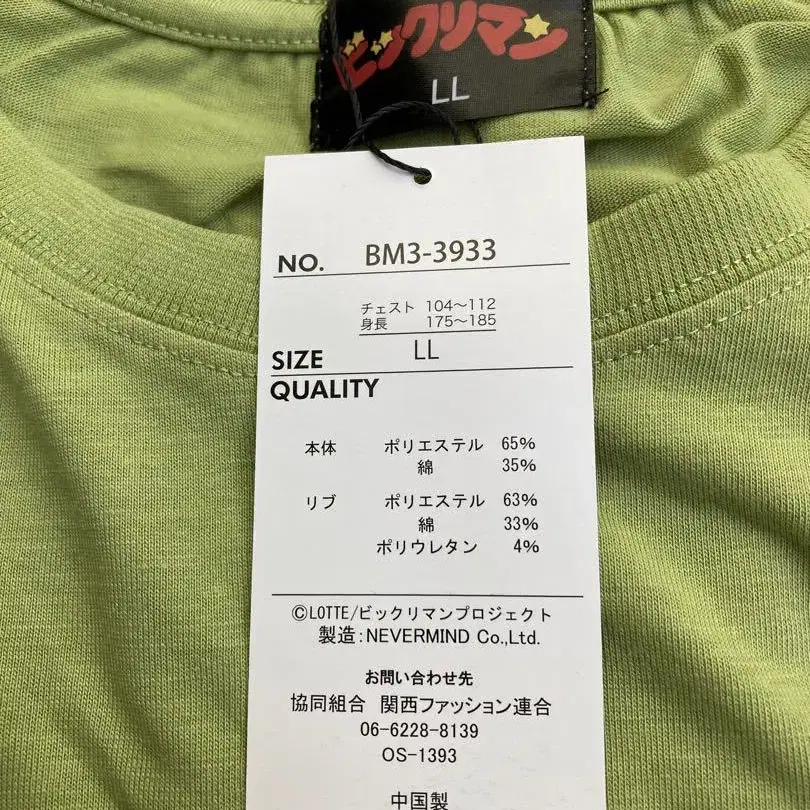 ビックリマン
LL
NO. BM3-3933
チェスト 104〜112
身長 175〜185
SIZE LL
QUALITY
本体 ポリエステル 65%
綿 35%
リブ ポリエステル 63%
綿 33%
ポリウレタン 4%
©LOTTE/ビックリマンプロジェクト
製造:NEVERMIND Co.,Ltd.
お問い合わせ先
協同組合 関西ファッション連合
06-6228-8139
OS-1393
中国製